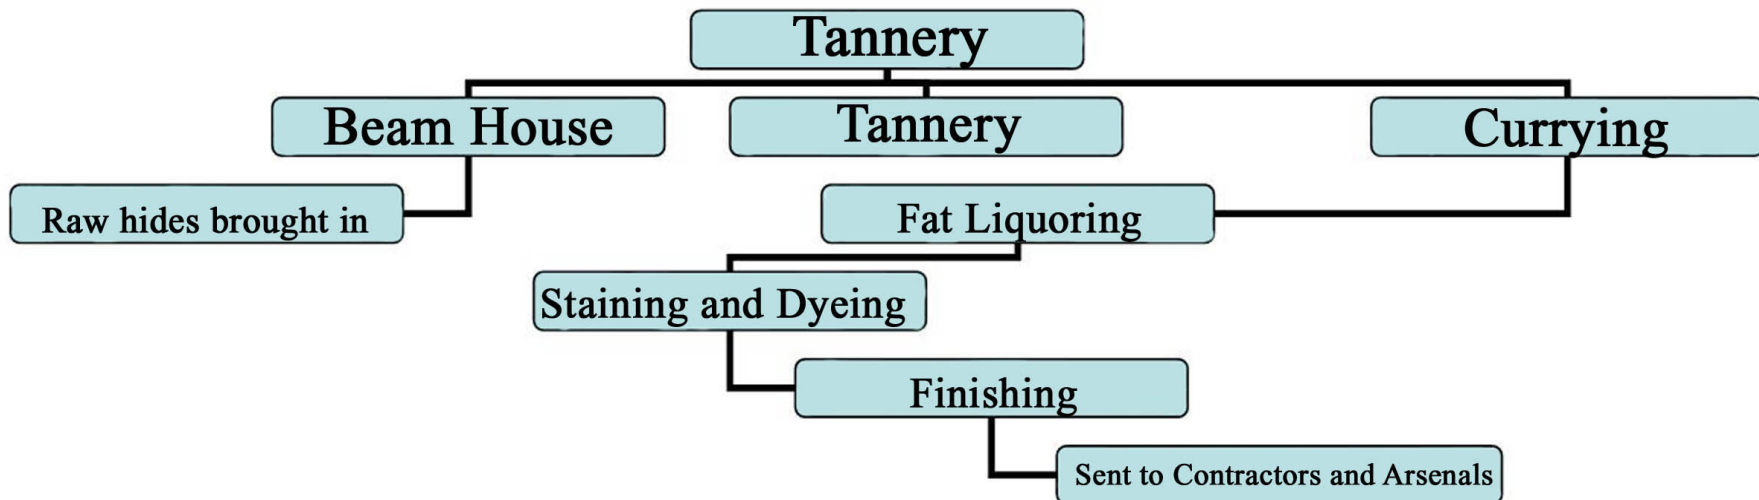 Tannery
Beam House
Tannery
Currying
Raw hides brought in
Fat Liquoring
Staining and Dyeing
Finishing
Sent to Contractors and Arsenals